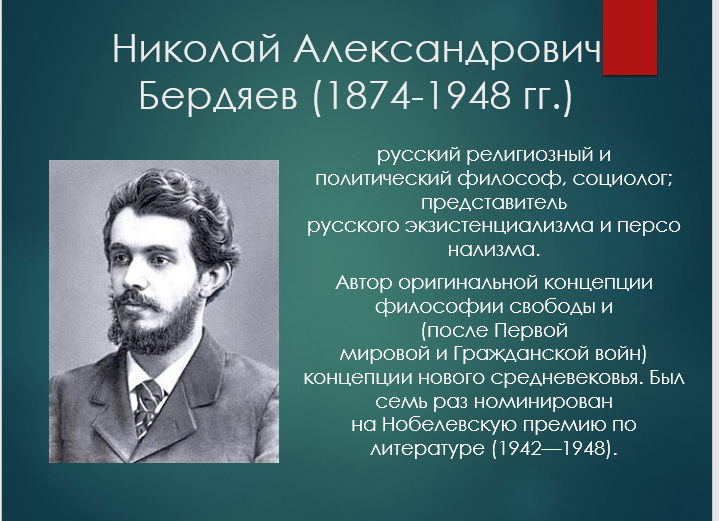 Николай Александрович
Бердяев (1874-1948 гг.)
русский религиозный и
политический философ, социолог;
представитель
русского экзистенциализма и персо
нализма.
Автор оригинальной концепции
философии свободы и
(после Первой
мировой и Гражданской войн)
концепции нового средневековья. Был
семь раз номинирован
на Нобелевскую премию по
литературе (1942—1948).